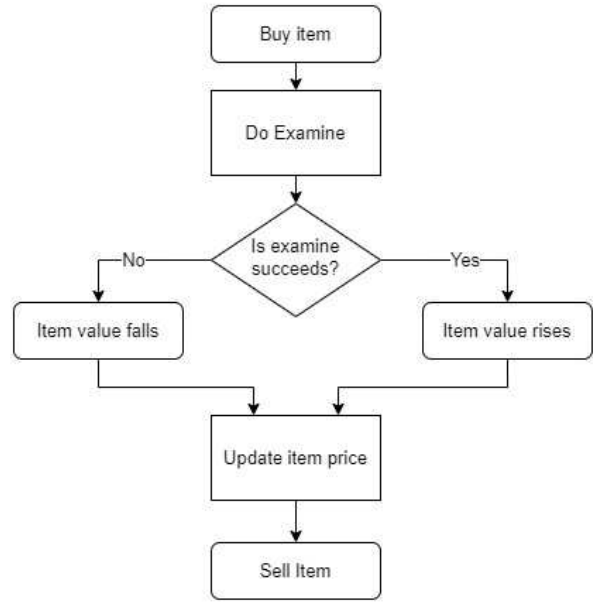 Buy item
Do Examine
Is examine
succeeds?
No
Yes
Item value falls
Item value rises
Update item price
Sell Item